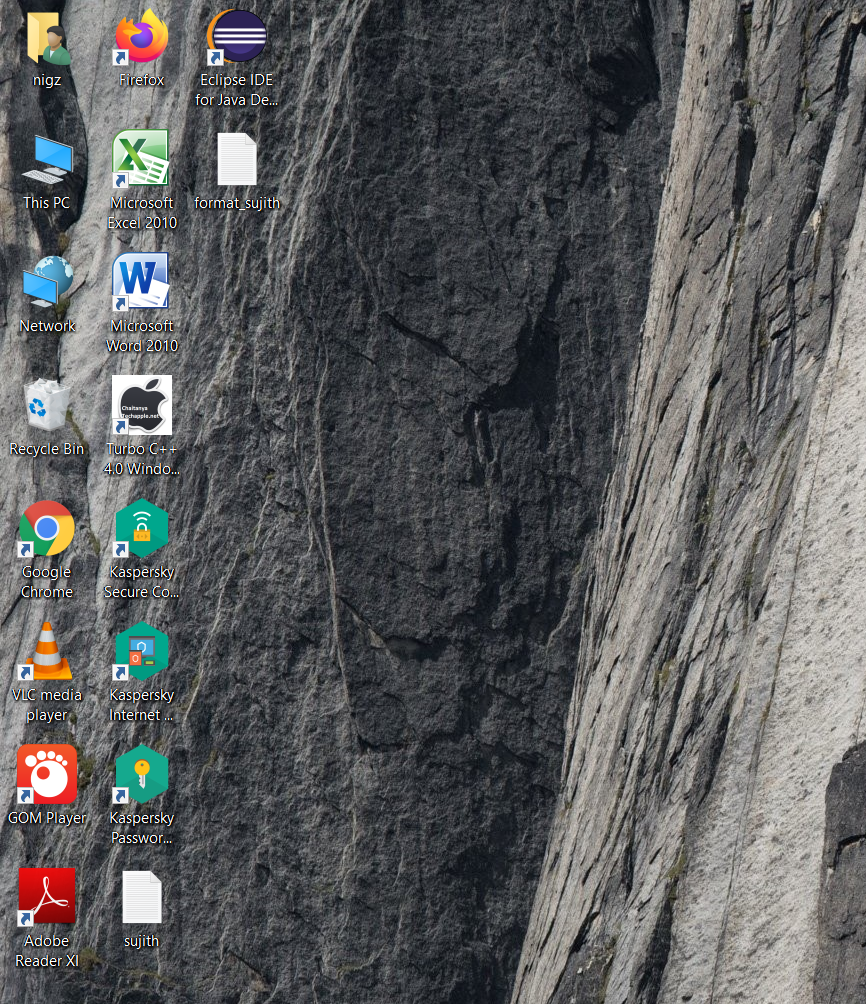 nigz
Firefox
Eclipse IDE
for Java De...
This PC
Microsoft
Excel 2010
format_sujith
Network
Microsoft
Word 2010
Recycle Bin
Chaitanya
Techapple.net
Turbo C++
4.0 Windo...
Google
Chrome
Kaspersky
Secure Co...
VLC media
player
Kaspersky
Internet ...
GOM Player
Kaspersky
Passwor...
Adobe
Reader XI
sujith